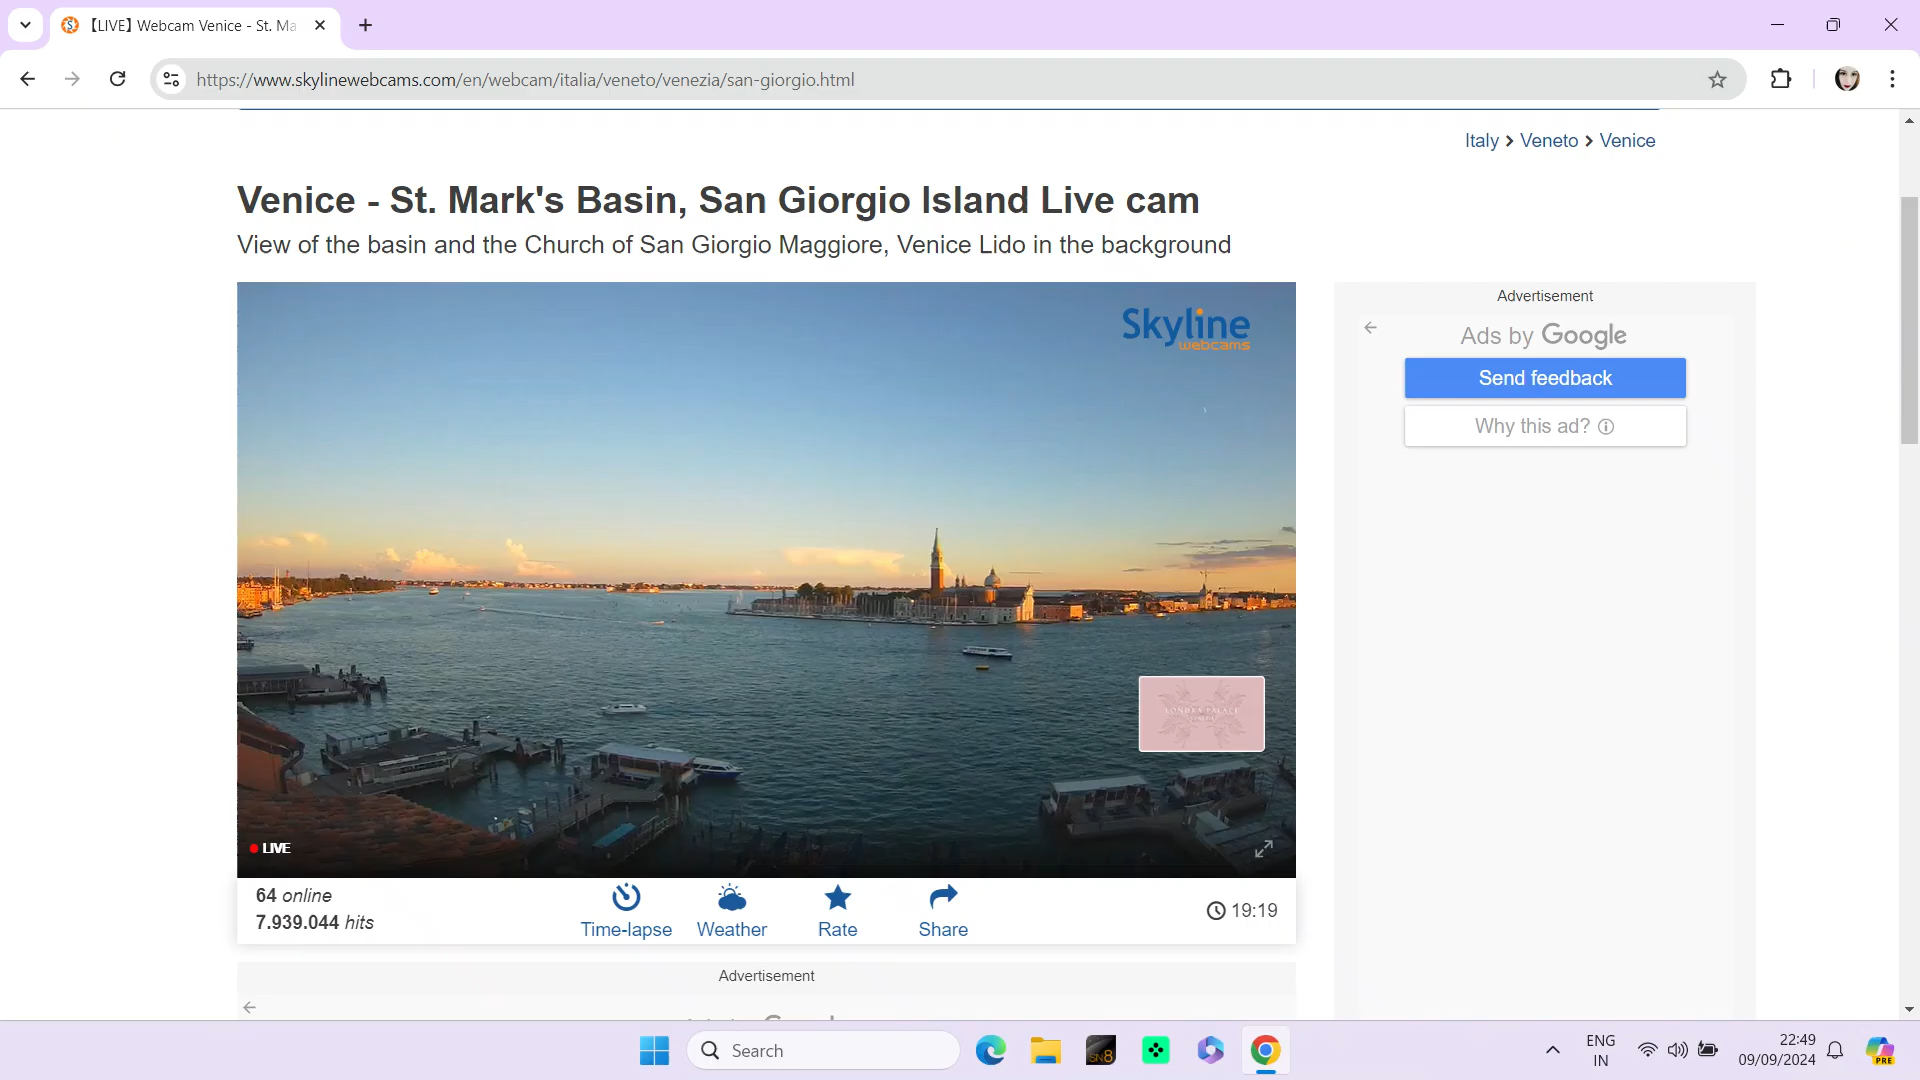 【LIVE】Webcam Venice - St. Ma
https://www.skylinewebcams.com/en/webcam/italia/veneto/venezia/san-giorgio.html
Italy > Veneto > Venice
Venice - St. Mark's Basin, San Giorgio Island Live cam
View of the basin and the Church of San Giorgio Maggiore, Venice Lido in the background
Skyline
webcams
LONDRA PALACE
LIVE
64 online
7.939.044 hits
Time-lapse
Weather
Rate
Share
19:19
Advertisement
Ads by Google
Send feedback
Why this ad?
Advertisement
Search
SN8
ENG
IN
22:49
09/09/2024
PRE